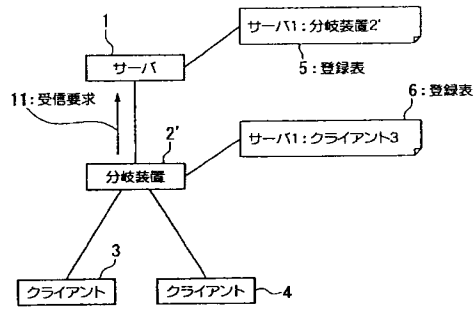 1
サーバ
サーバ1:分岐装置2'
5:登録表
11:受信要求
6:登録表
2'
サーバ1:クライアント3
分岐装置
3
クライアント
クライアント
4